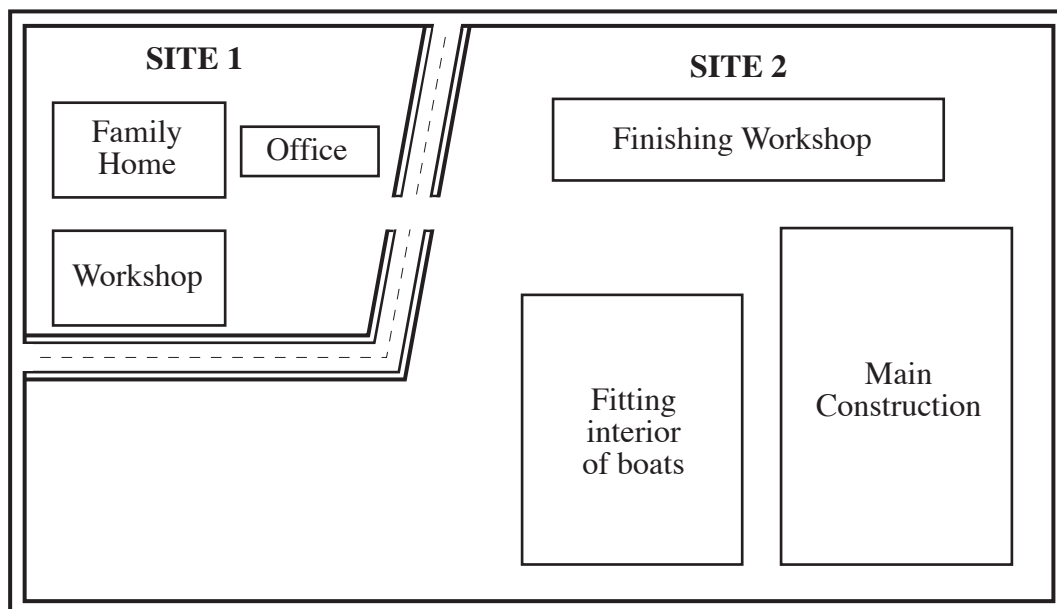 SITE 1
Family
Home
Office
Workshop
SITE 2
Finishing Workshop
Fitting
interior
of boats
Main
Construction